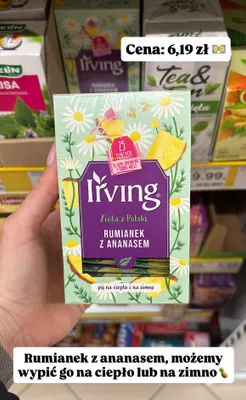 Cena: 6,19 zł 💵
Irving
Tea &
9.99
Irving
Zioła z Polski
RUMIANEK
Z ANANASEM
pij na ciepło i na zimno
Rumianek z ananasem, możemy
wypić go na ciepło lub na zimno🍍